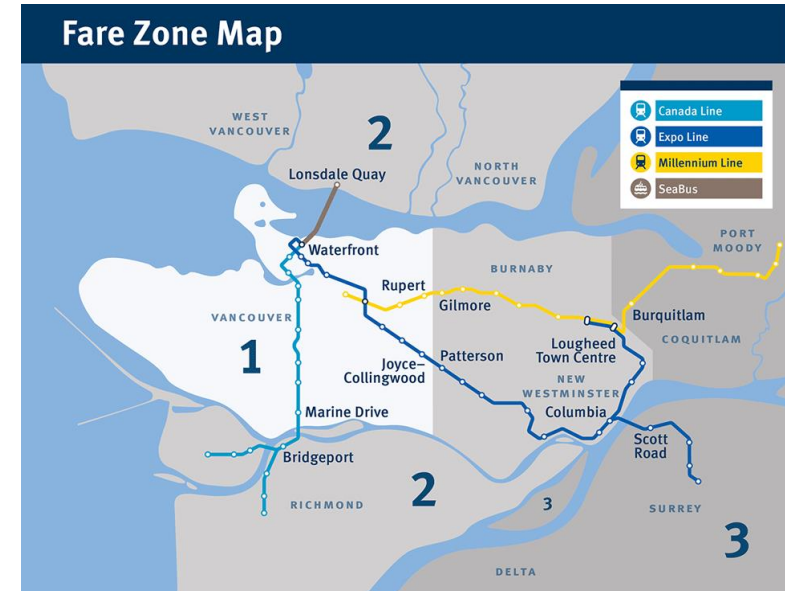 Fare Zone Map
WEST
VANCOUVER
2
Canada Line
Expo Line
Millennium Line
SeaBus
Lonsdale Quay
NORTH
VANCOUVER
PORT
MOODY
Waterfront
BURNABY
Rupert
Gilmore
VANCOUVER
Burquitlam
COQUITLAM
1
Lougheed
Town Centre
Joyce–
Collingwood
Patterson
NEW
WESTMINSTER
Columbia
Marine Drive
Scott
Road
Bridgeport
2
RICHMOND
3
SURREY
3
DELTA